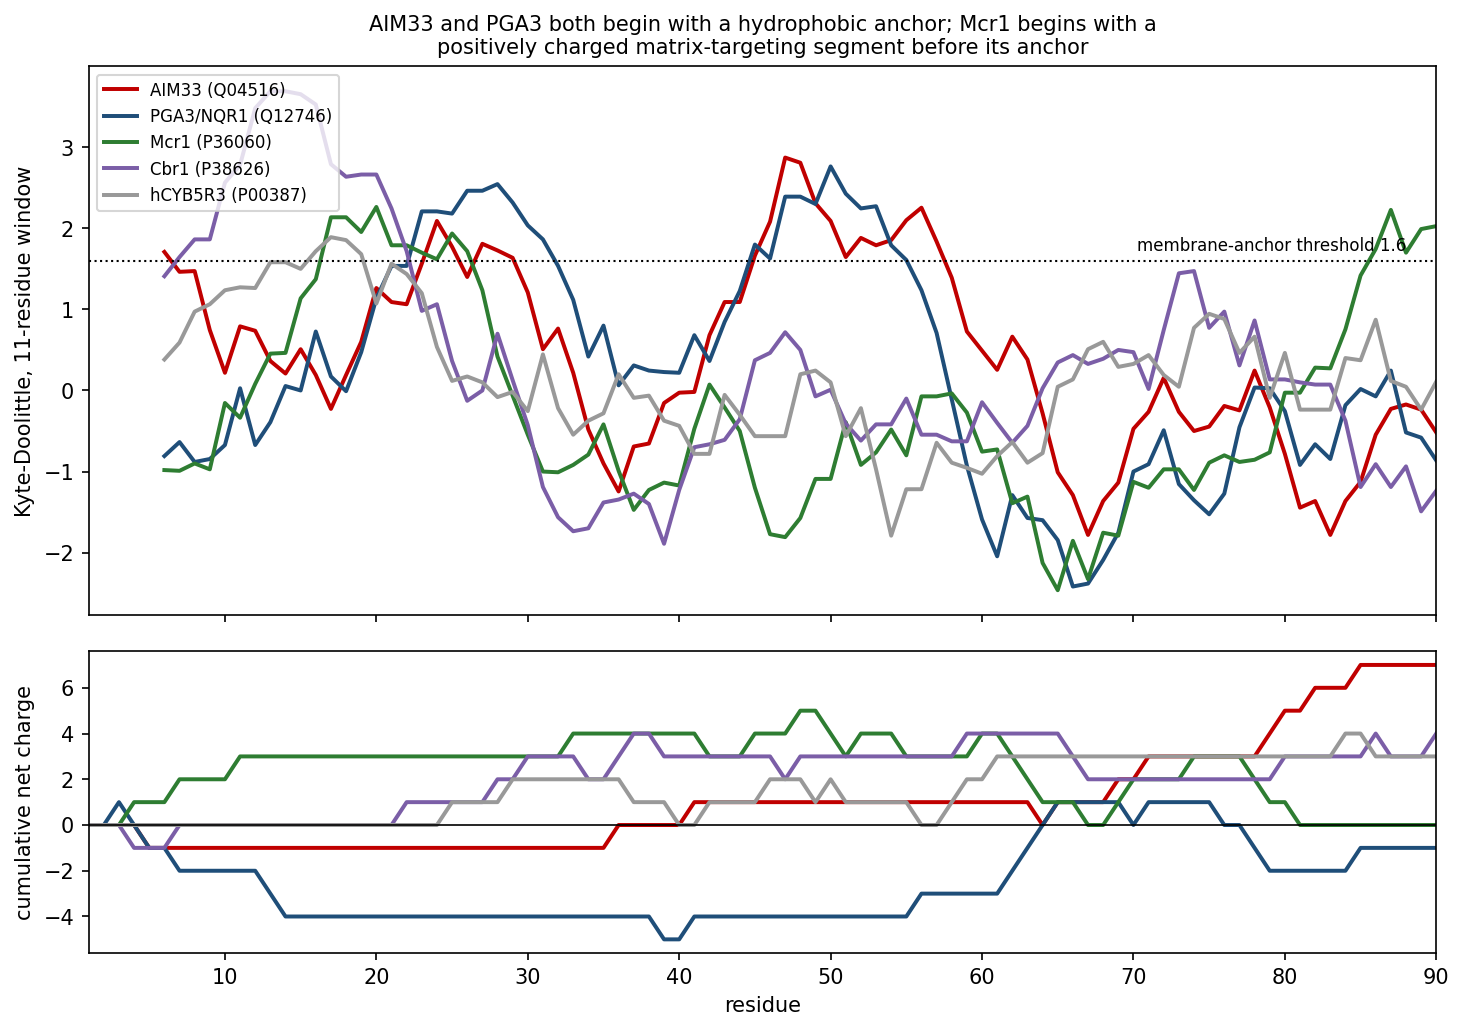 AIM33 and PGA3 both begin with a hydrophobic anchor; Mcr1 begins with a
positively charged matrix-targeting segment before its anchor
AIM33 (Q04516)
PGA3/NQR1 (Q12746)
Mcr1 (P36060)
Cbr1 (P38626)
hCYB5R3 (P00387)
membrane-anchor threshold 1.6
Kyte-Doolittle, 11-residue window
3
2
1
0
−1
−2
cumulative net charge
6
4
2
0
−2
−4
10 20 30 40 50 60 70 80 90
residue